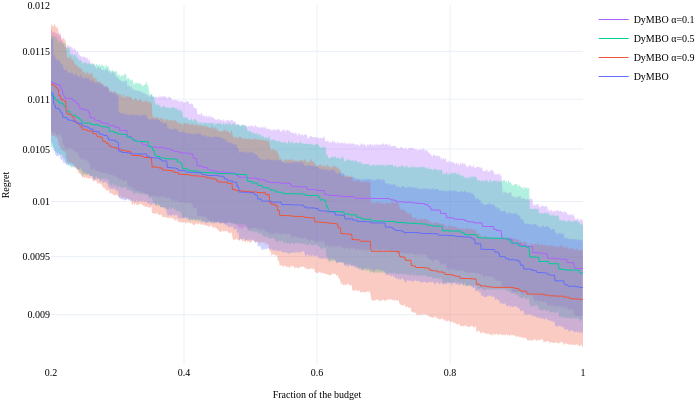 0.012
0.0115
0.011
0.0105
0.01
0.0095
0.009
Regret
0.2
0.4
0.6
0.8
1
Fraction of the budget
DyMBO α=0.1
DyMBO α=0.5
DyMBO α=0.9
DyMBO